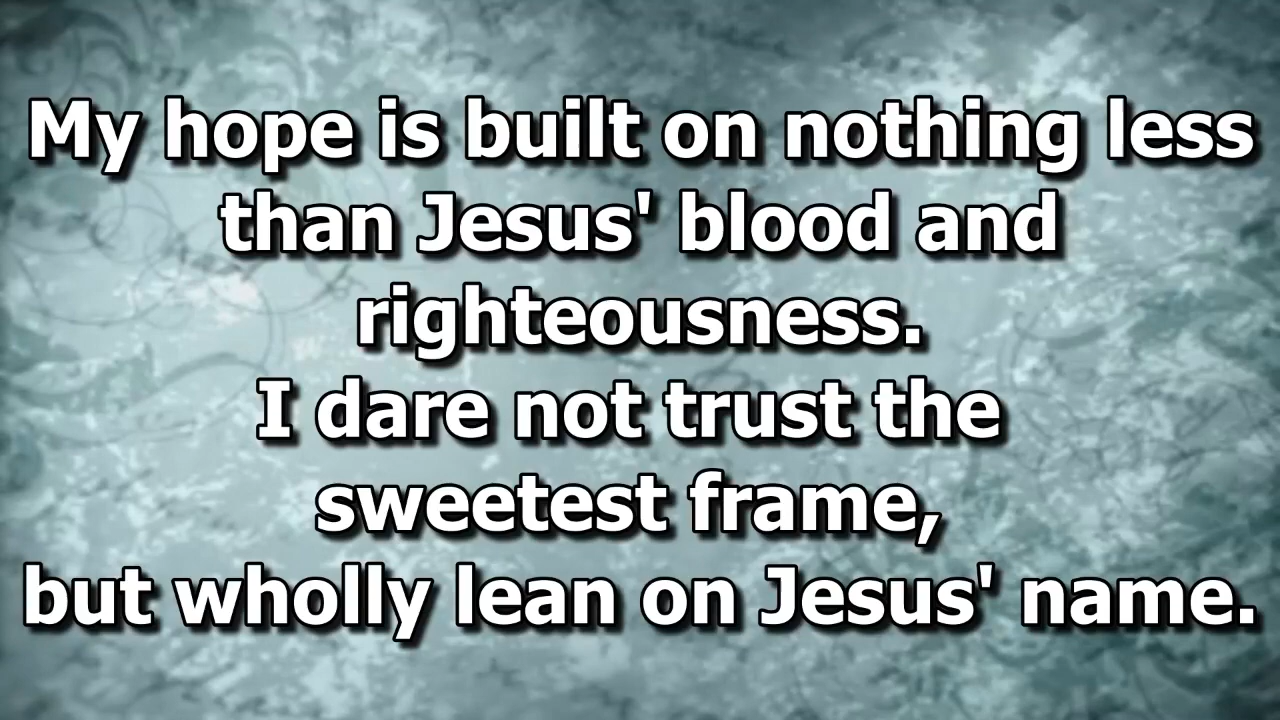 My hope is built on nothing less
than Jesus' blood and
righteousness.
I dare not trust the
sweetest frame,
but wholly lean on Jesus' name.